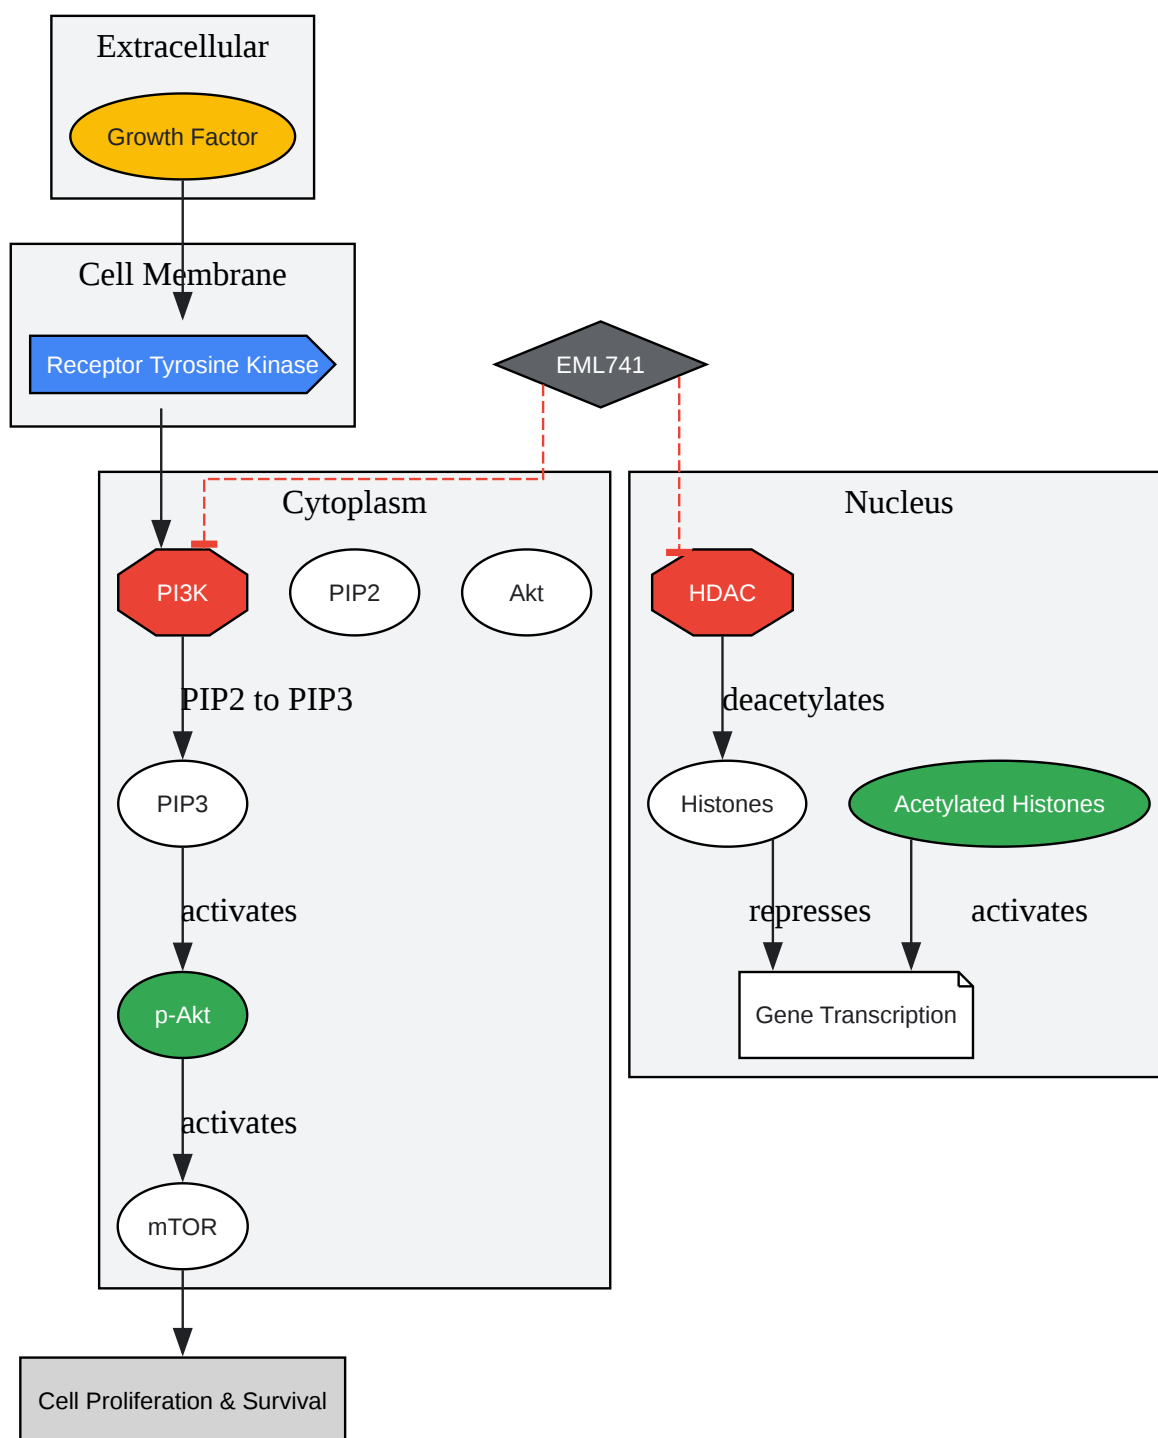 Extracellular
Growth Factor
Cell Membrane
Receptor Tyrosine Kinase
EML741
Cytoplasm
PI3K
PIP2
Akt
PIP2 to PIP3
PIP3
activates
p-Akt
activates
mTOR
Nucleus
HDAC
deacetylates
Histones
Acetylated Histones
represses
activates
Gene Transcription
Cell Proliferation & Survival